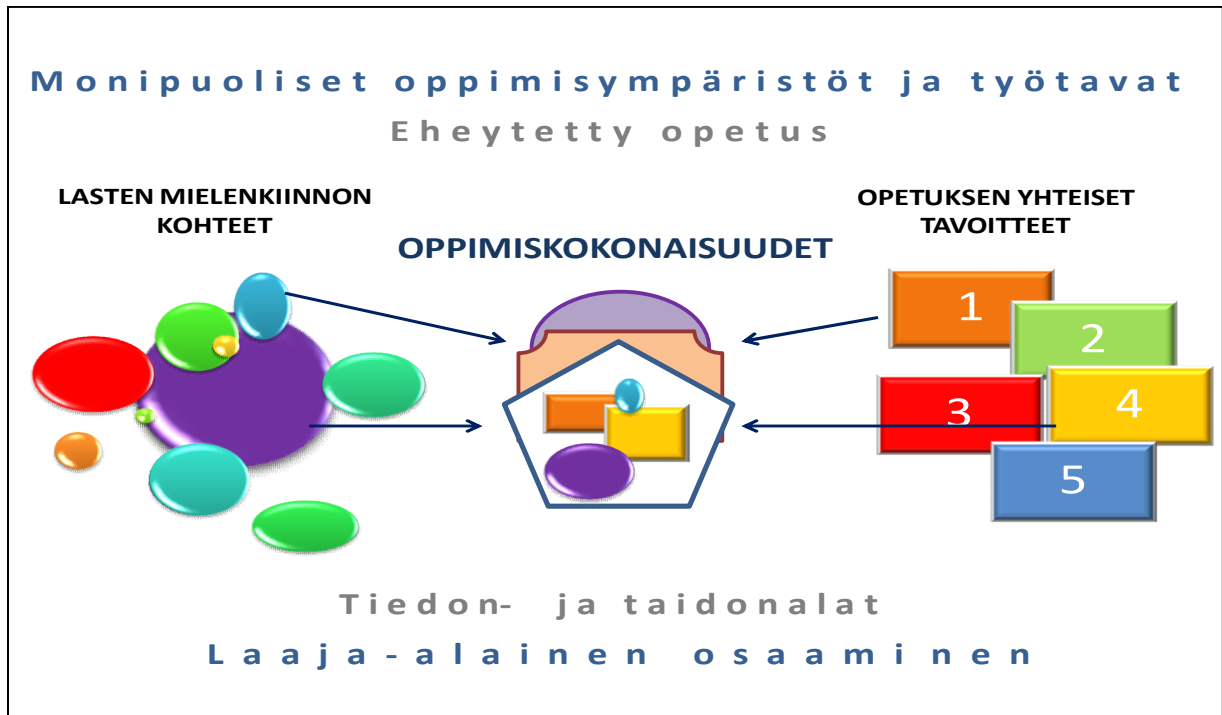 Monipuoliset oppimisympäristöt ja työtavat
Eheytetty opetus
LASTEN MIELENKIINNON
KOHTEET
OPPIMISKOKONAISUUDET
OPETUKSEN YHTEISET
TAVOITTEET
1
2
3
4
5
Tiedon- ja taidonalat
Laaja-alainen osaaminen